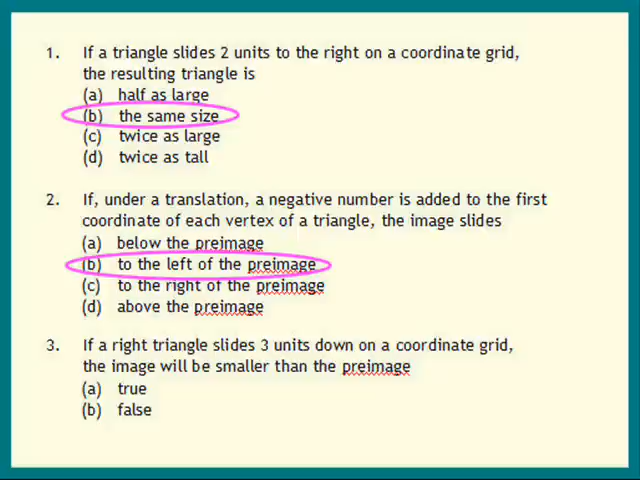 1. If a triangle slides 2 units to the right on a coordinate grid,
the resulting triangle is
(a) half as large
(b) the same size
(c) twice as large
(d) twice as tall
2. If, under a translation, a negative number is added to the first
coordinate of each vertex of a triangle, the image slides
(a) below the preimage
(b) to the left of the preimage
(c) to the right of the preimage
(d) above the preimage
3. If a right triangle slides 3 units down on a coordinate grid,
the image will be smaller than the preimage
(a) true
(b) false